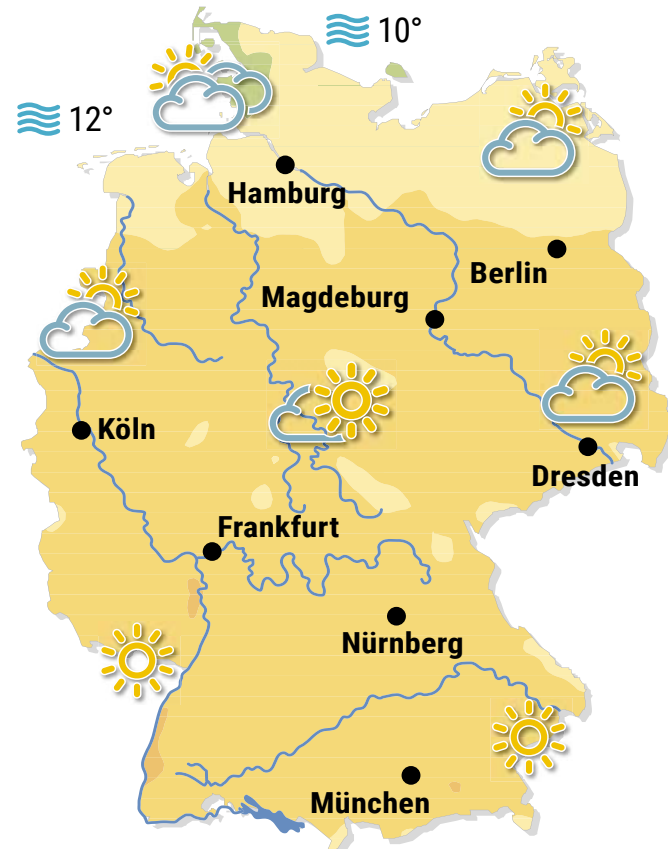 10°
12°
Hamburg
Berlin
Magdeburg
Köln
Dresden
Frankfurt
Nürnberg
München